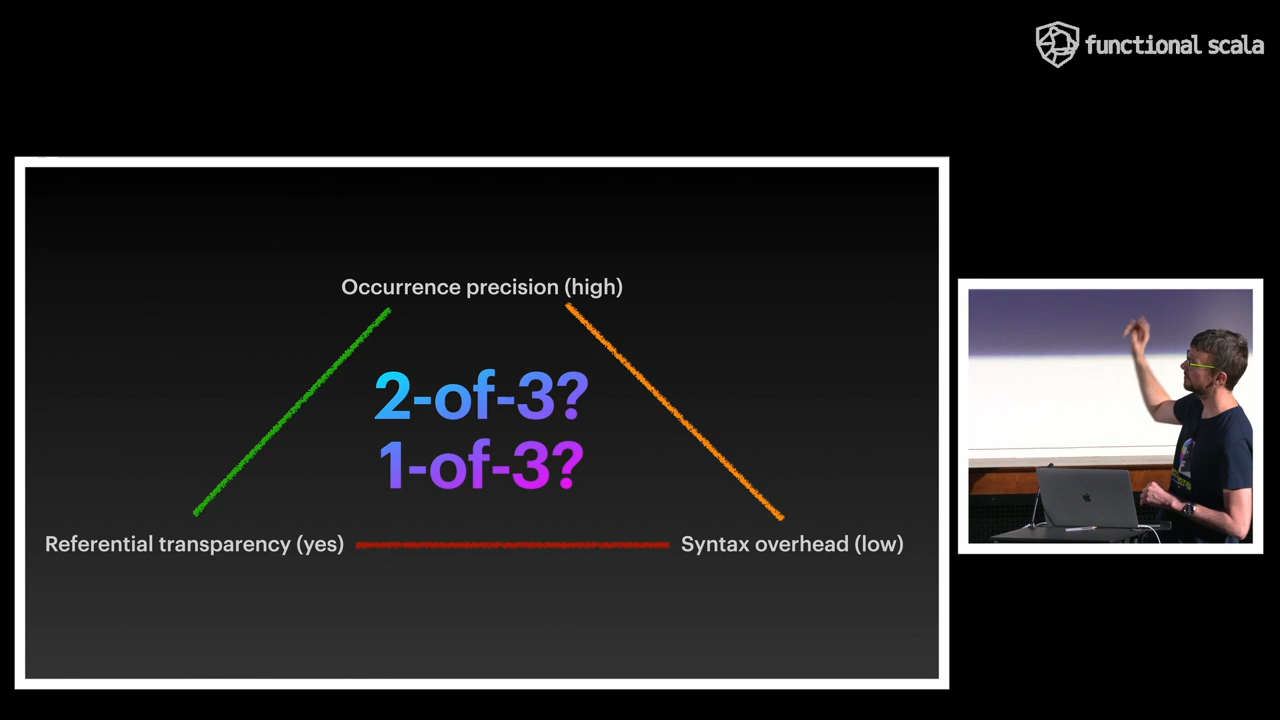 functional scala
Occurrence precision (high)
2-of-3?
1-of-3?
Referential transparency (yes)
Syntax overhead (low)